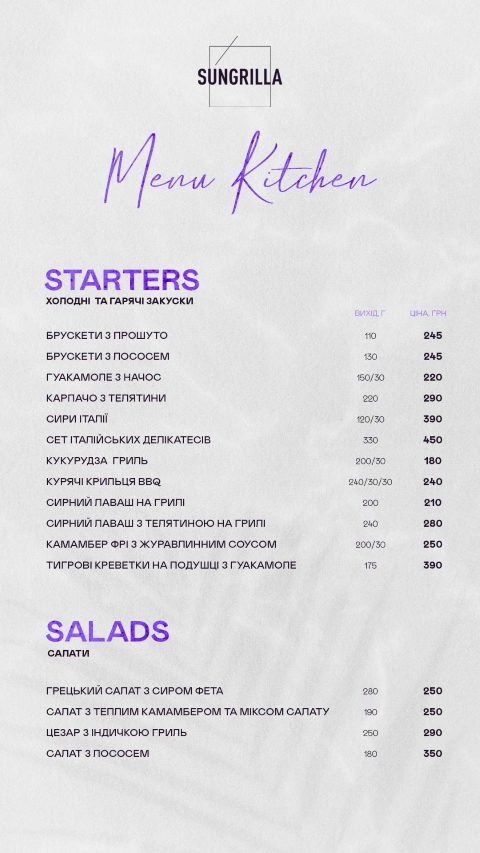 SUNGRILLA
Menu Kitchen
STARTERS
ХОЛОДНІ ТА ГАРЯЧІ ЗАКУСКИ
ВИХІД, Г ЦІНА, ГРН
БРУСКЕТИ З ПРОШУТО 110 245
БРУСКЕТИ З ЛОСОСЕМ 130 245
ГУАКАМОЛЕ З НАЧОС 150/30 220
КАРПАЧО З ТЕЛЯТИНИ 220 290
СИРИ ІТАЛІЇ 120/30 390
СЕТ ІТАЛІЙСЬКИХ ДЕЛІКАТЕСІВ 330 450
КУКУРУДЗА ГРИЛЬ 200/30 180
КУРЯЧІ КРИЛЬЦЯ BBQ 240/30/30 240
СИРНИЙ ЛАВАШ НА ГРИЛІ 200 210
СИРНИЙ ЛАВАШ З ТЕЛЯТИНОЮ НА ГРИЛІ 240 280
КАМАМБЕР ФРІ З ЖУРАВЛИННИМ СОУСОМ 200/30 250
ТИГРОВІ КРЕВЕТКИ НА ПОДУШЦІ З ГУАКАМОЛЕ 175 390
SALADS
САЛАТИ
ГРЕЦЬКИЙ САЛАТ З СИРОМ ФЕТА 280 250
САЛАТ З ТЕПЛИМ КАМАМБЕРОМ ТА МІКСОМ САЛАТУ 190 250
ЦЕЗАР З ІНДИЧКОЮ ГРИЛЬ 250 290
САЛАТ З ЛОСОСЕМ 180 350